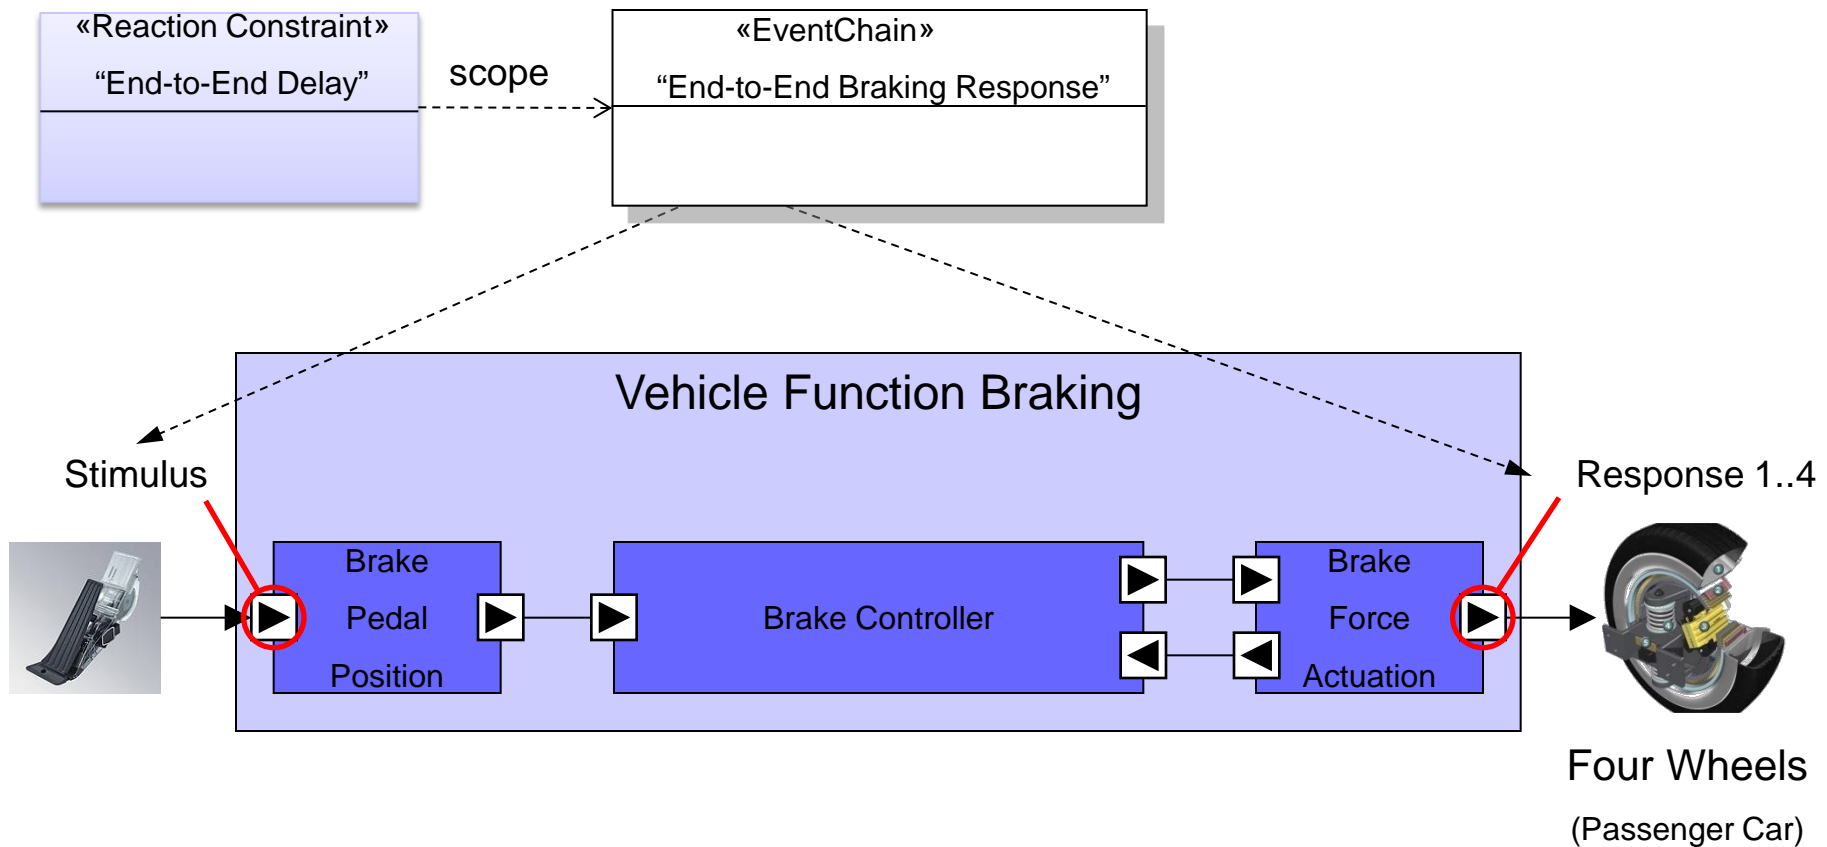 «Reaction Constraint»
“End-to-End Delay”
scope
«EventChain»
“End-to-End Braking Response”
Vehicle Function Braking
Stimulus
Response 1..4
Brake
Pedal
Position
Brake Controller
Brake
Force
Actuation
Four Wheels
(Passenger Car)